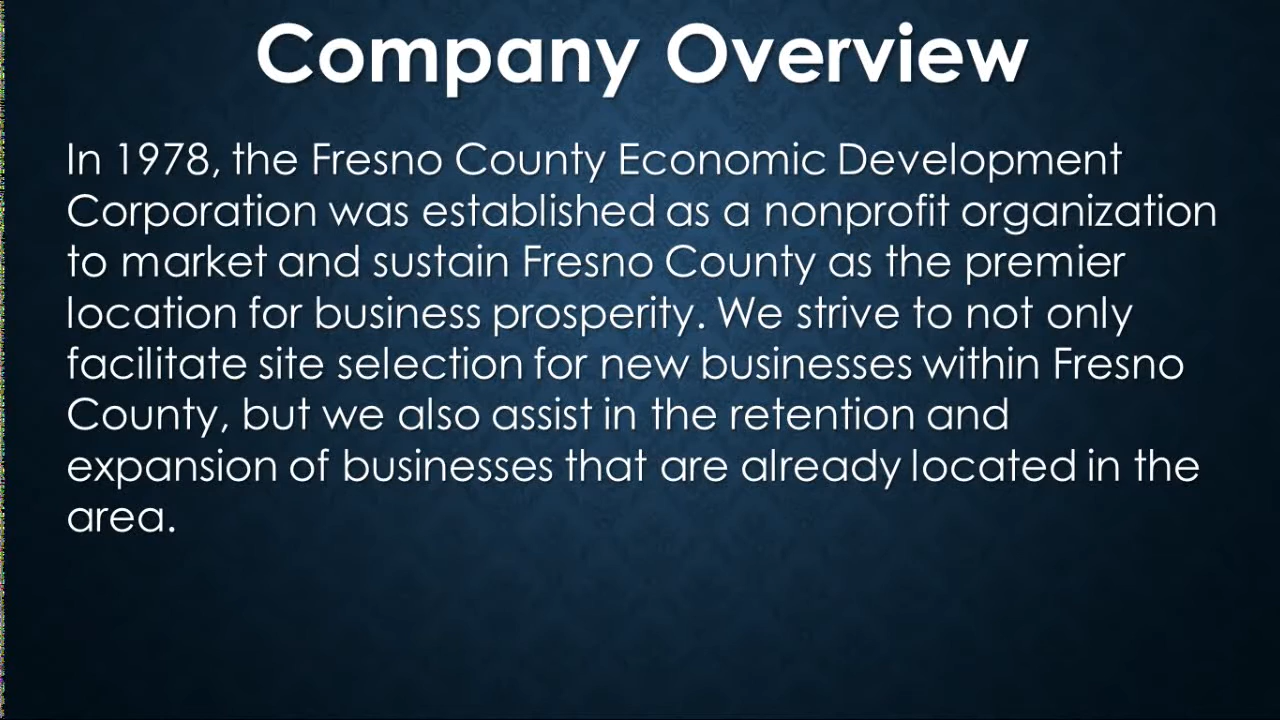 Company Overview
In 1978, the Fresno County Economic Development
Corporation was established as a nonprofit organization
to market and sustain Fresno County as the premier
location for business prosperity. We strive to not only
facilitate site selection for new businesses within Fresno
County, but we also assist in the retention and
expansion of businesses that are already located in the
area.